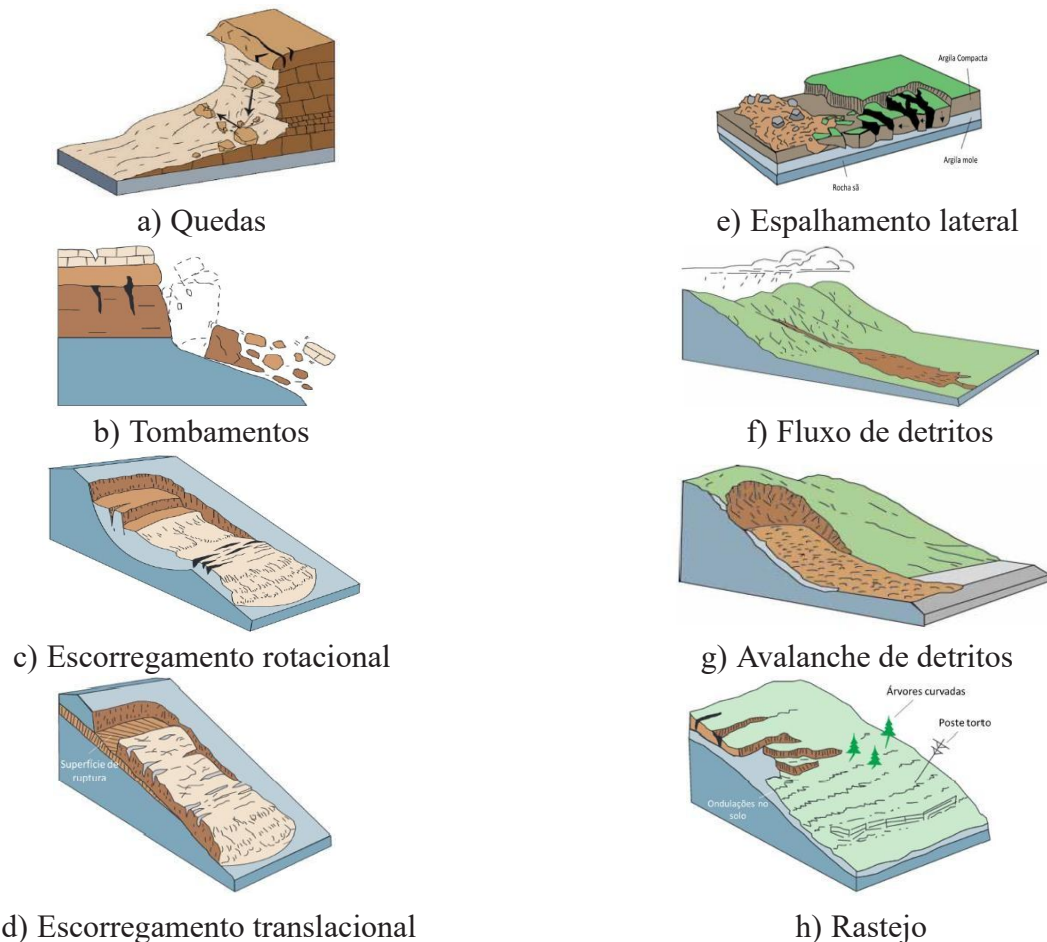 a) Quedas
b) Tombamentos
c) Escorregamento rotacional
Superfície de
ruptura
d) Escorregamento translacional
Argila Compacta
Argila mole
Rocha sã
e) Espalhamento lateral
f) Fluxo de detritos
g) Avalanche de detritos
Árvores curvadas
Poste torto
Ondulações no
solo
h) Rastejo